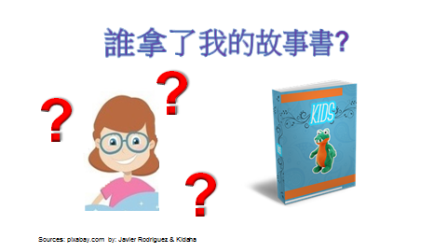 誰拿了我的故事書?
?
?
?
KIDS
Sources: pixabay.com by: Javier Rodriguez & Kidaha